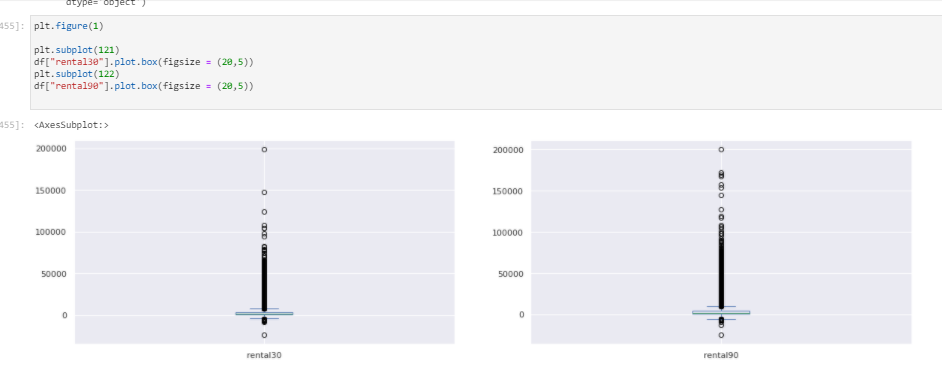 dtype='object')
455]: plt.figure(1)
plt.subplot(121)
df["rental30"].plot.box(figsize = (20,5))
plt.subplot(122)
df["rental90"].plot.box(figsize = (20,5))
455]: <AxesSubplot:>
200000
150000
100000
50000
0
rental30
200000
150000
100000
50000
0
rental90